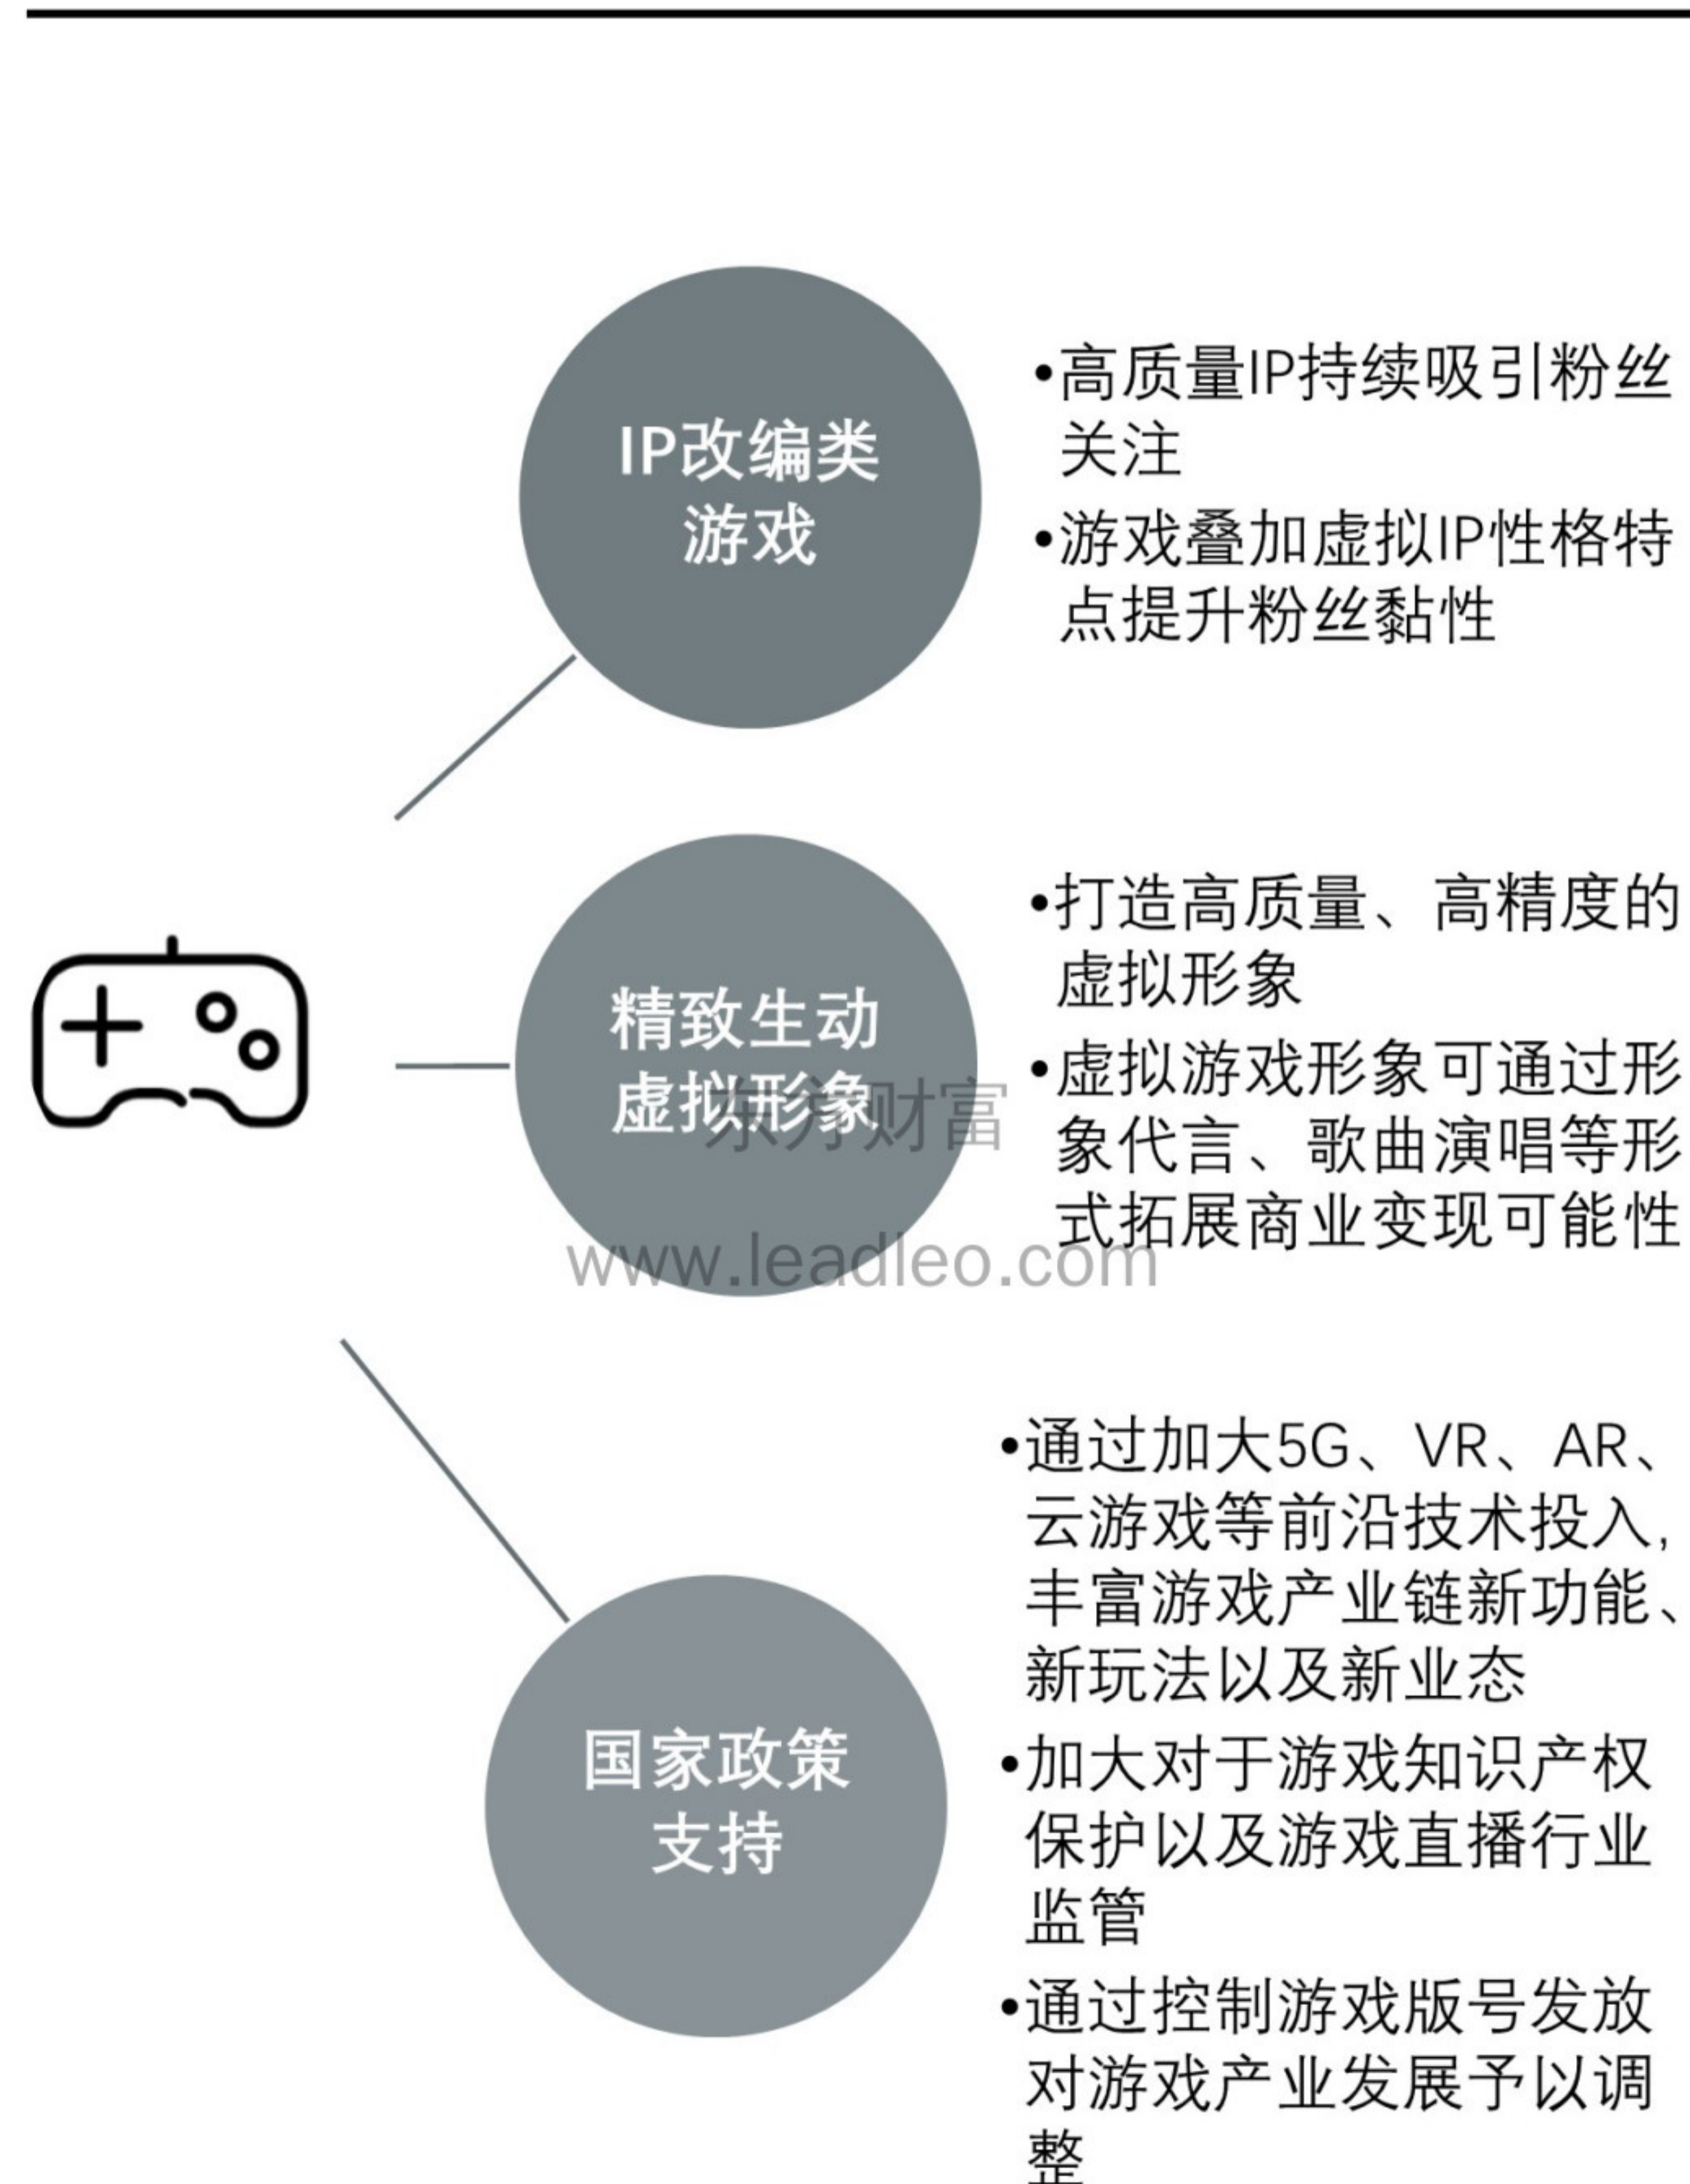 IP改编类
游戏
•高质量IP持续吸引粉丝
关注
•游戏叠加虚拟IP性格特
点提升粉丝黏性
精致生动
虚拟形象
•打造高质量、高精度的
虚拟形象
•虚拟游戏形象可通过形
象代言、歌曲演唱等形
式拓展商业变现可能性
东方财富
www.leadleo.com
国家政策
支持
•通过加大5G、VR、AR、
云游戏等前沿技术投入,
丰富游戏产业链新功能、
新玩法以及新业态
•加大对于游戏知识产权
保护以及游戏直播行业
监管
•通过控制游戏版号发放
对游戏产业发展予以调
整